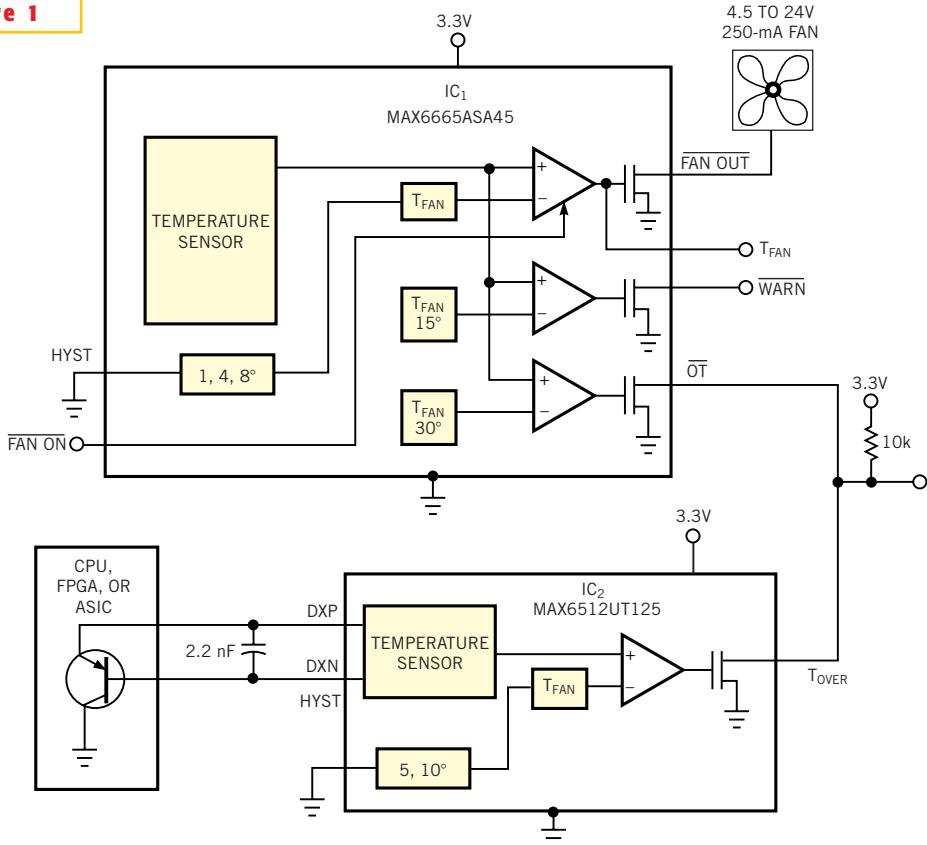 re 1
3.3V
4.5 TO 24V
250-mA FAN
IC1
MAX6665ASA45
FAN OUT
TEMPERATURE
SENSOR
TFAN
+
–
TFAN
WARN
TFAN
15°
+
–
HYST
1, 4, 8°
OT
TFAN
30°
+
–
3.3V
10k
FAN ON
3.3V
CPU,
FPGA, OR
ASIC
IC2
MAX6512UT125
DXP
2.2 nF
TEMPERATURE
SENSOR
DXN
HYST
TFAN
+
–
TOVER
5, 10°